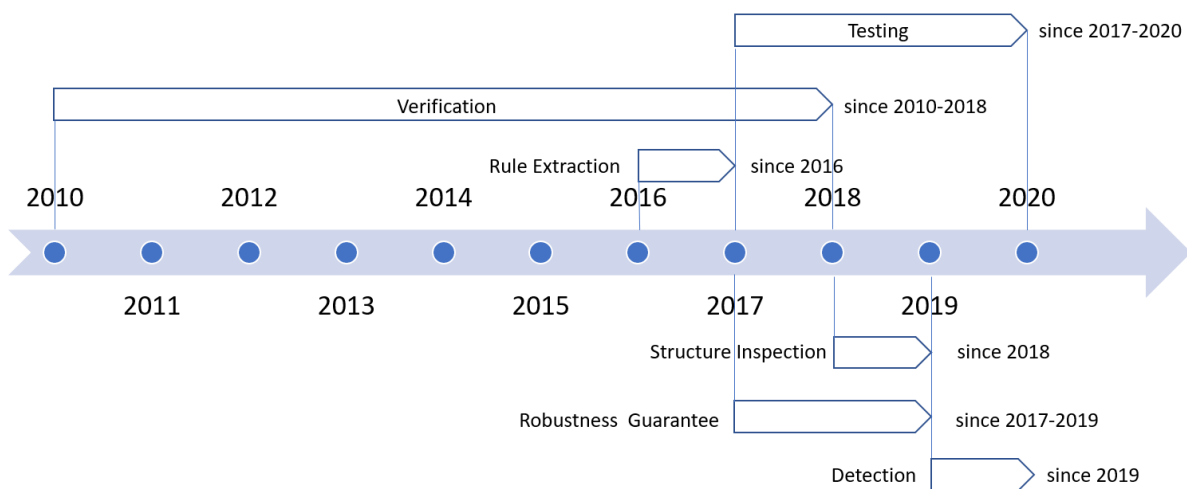 Testing
since 2017-2020
Verification
since 2010-2018
Rule Extraction
since 2016
2010
2012
2014
2016
2018
2020
2011
2013
2015
2017
2019
Structure Inspection
since 2018
Robustness Guarantee
since 2017-2019
Detection
since 2019